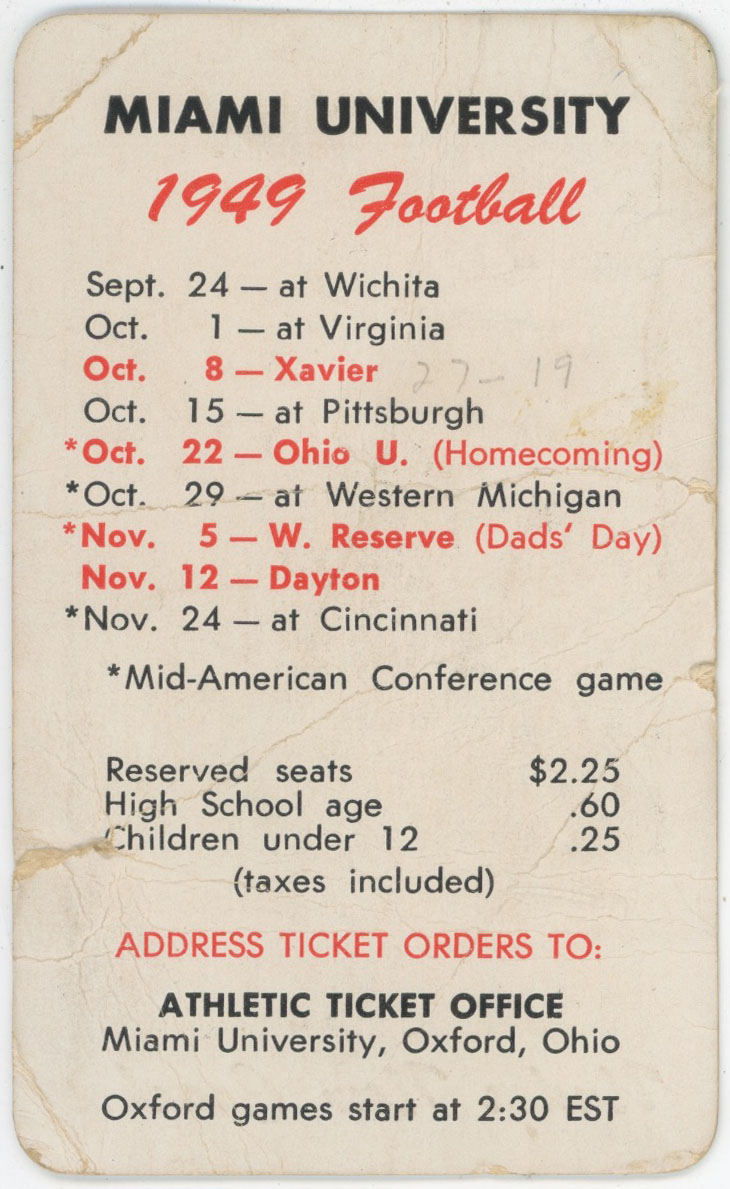 MIAMI UNIVERSITY
1949 Football
Sept. 24 — at Wichita
Oct. 1 — at Virginia
Oct. 8 — Xavier 27-19
Oct. 15 — at Pittsburgh
*Oct. 22 — Ohio U. (Homecoming)
*Oct. 29 — at Western Michigan
*Nov. 5 — W. Reserve (Dads' Day)
Nov. 12 — Dayton
*Nov. 24 — at Cincinnati
*Mid-American Conference game
Reserved seats $2.25
High School age .60
Children under 12 .25
(taxes included)
ADDRESS TICKET ORDERS TO:
ATHLETIC TICKET OFFICE
Miami University, Oxford, Ohio
Oxford games start at 2:30 EST